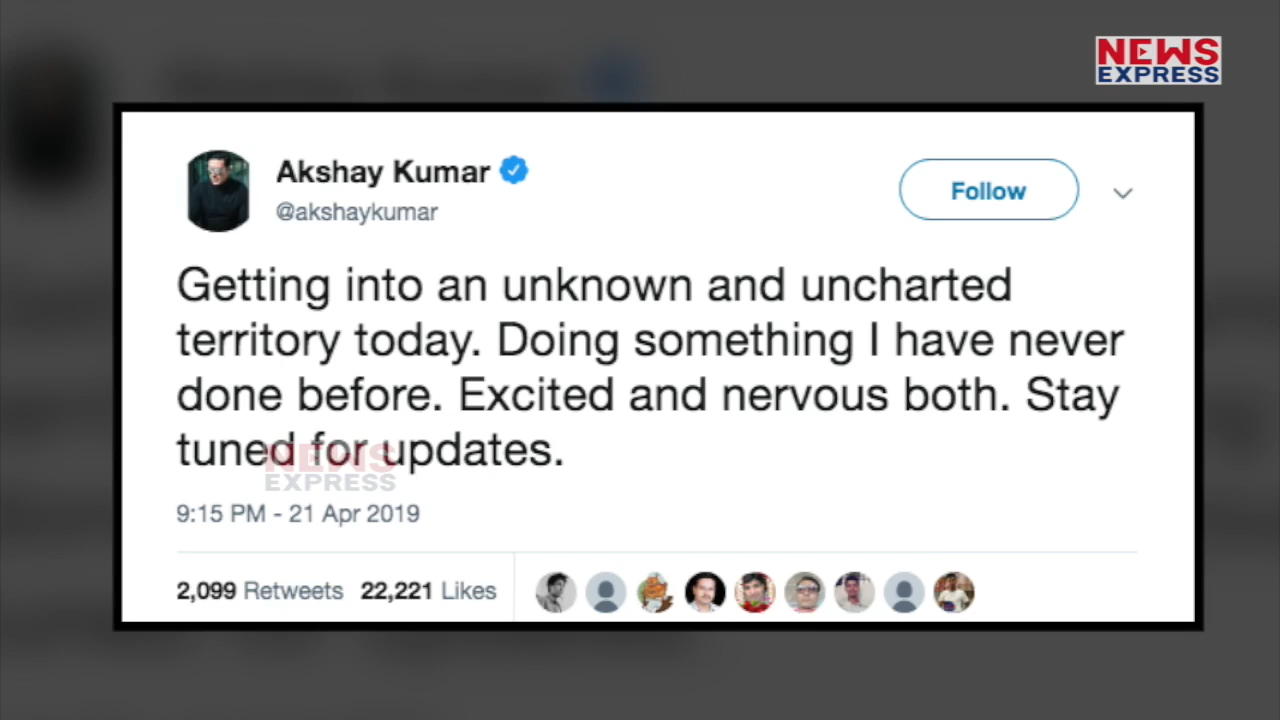 NEWS
EXPRESS
Akshay Kumar
@akshaykumar
Follow
Getting into an unknown and uncharted
territory today. Doing something I have never
done before. Excited and nervous both. Stay
tuned for updates.
NEWS
EXPRESS
9:15 PM - 21 Apr 2019
2,099 Retweets 22,221 Likes